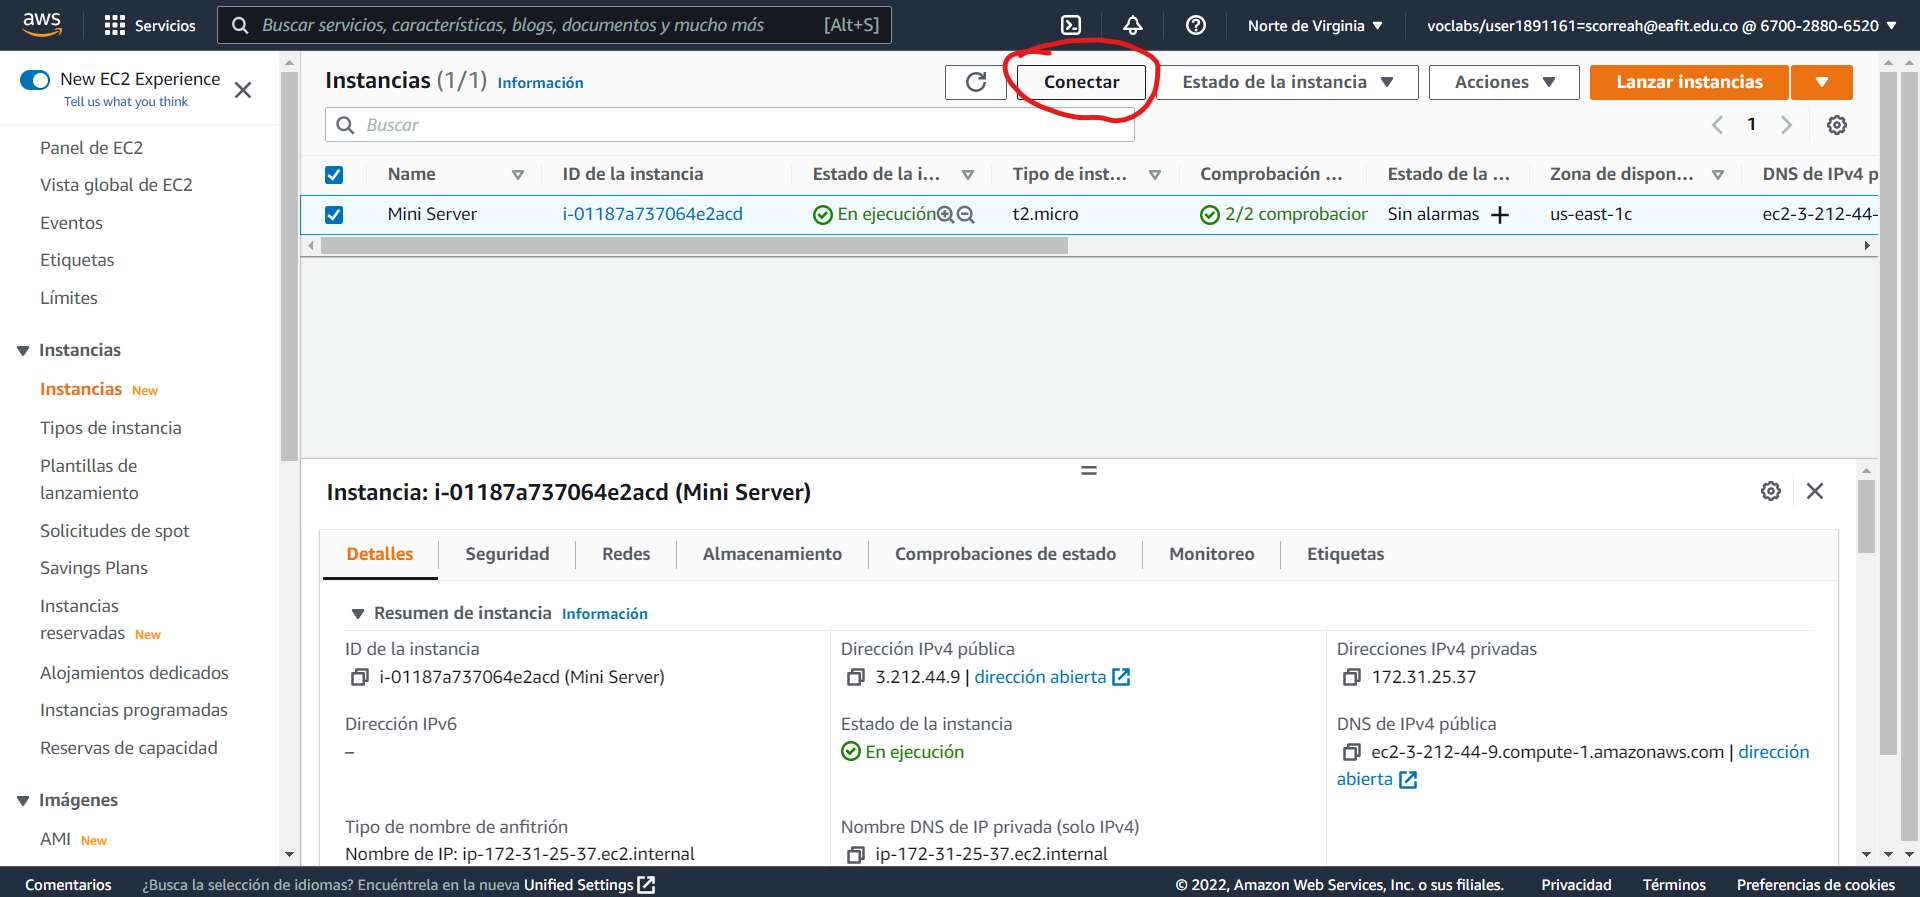 aws
Servicios
Buscar servicios, características, blogs, documentos y mucho más [Alt+S]
Norte de Virginia
voclabs/user1891161=scorreah@eafit.edu.co @ 6700-2880-6520
New EC2 Experience
Tell us what you think
Panel de EC2
Vista global de EC2
Eventos
Etiquetas
Límites
Instancias
Instancias New
Tipos de instancia
Plantillas de
lanzamiento
Solicitudes de spot
Savings Plans
Instancias
reservadas New
Alojamientos dedicados
Instancias programadas
Reservas de capacidad
Imágenes
AMI New
Instancias (1/1) Información
Conectar
Estado de la instancia
Acciones
Lanzar instancias
Buscar
1
Name ID de la instancia Estado de la i... Tipo de inst... Comprobación ... Estado de la ... Zona de dispon... DNS de IPv4 p
Mini Server i-01187a737064e2acd En ejecución t2.micro 2/2 comprobacior Sin alarmas us-east-1c ec2-3-212-44-
Instancia: i-01187a737064e2acd (Mini Server)
Detalles Seguridad Redes Almacenamiento Comprobaciones de estado Monitoreo Etiquetas
Resumen de instancia Información
ID de la instancia
i-01187a737064e2acd (Mini Server)
Dirección IPv4 pública
3.212.44.9 | dirección abierta
Direcciones IPv4 privadas
172.31.25.37
Dirección IPv6
–
Estado de la instancia
En ejecución
DNS de IPv4 pública
ec2-3-212-44-9.compute-1.amazonaws.com | dirección
abierta
Tipo de nombre de anfitrión
Nombre de IP: ip-172-31-25-37.ec2.internal
Nombre DNS de IP privada (solo IPv4)
ip-172-31-25-37.ec2.internal
Comentarios ¿Busca la selección de idiomas? Encuéntrela en la nueva Unified Settings
© 2022, Amazon Web Services, Inc. o sus filiales. Privacidad Términos Preferencias de cookies